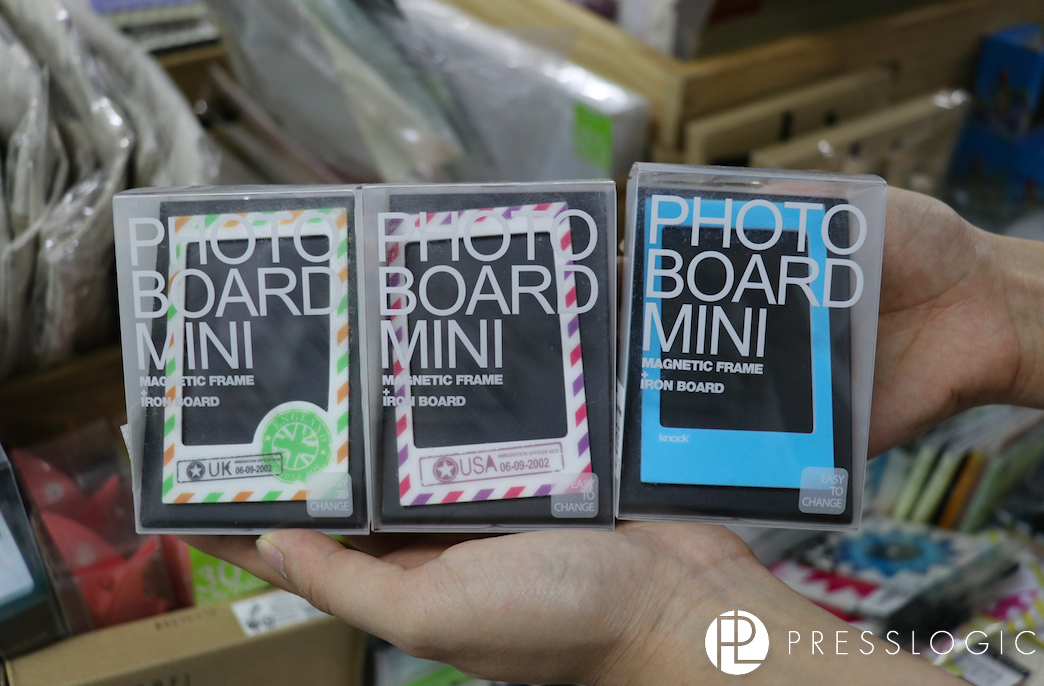 PHOTO
BOARD
MINI
MAGNETIC FRAME
+
IRON BOARD
ENGLAND
UK 06-09-2002
EASY
TO
CHANGE
PHOTO
BOARD
MINI
MAGNETIC FRAME
+
IRON BOARD
USA
06-09-2002
EASY
TO
CHANGE
PHOTO
BOARD
MINI
MAGNETIC FRAME
+
IRON BOARD
knock
EASY
TO
CHANGE
PL PRESSLOGIC